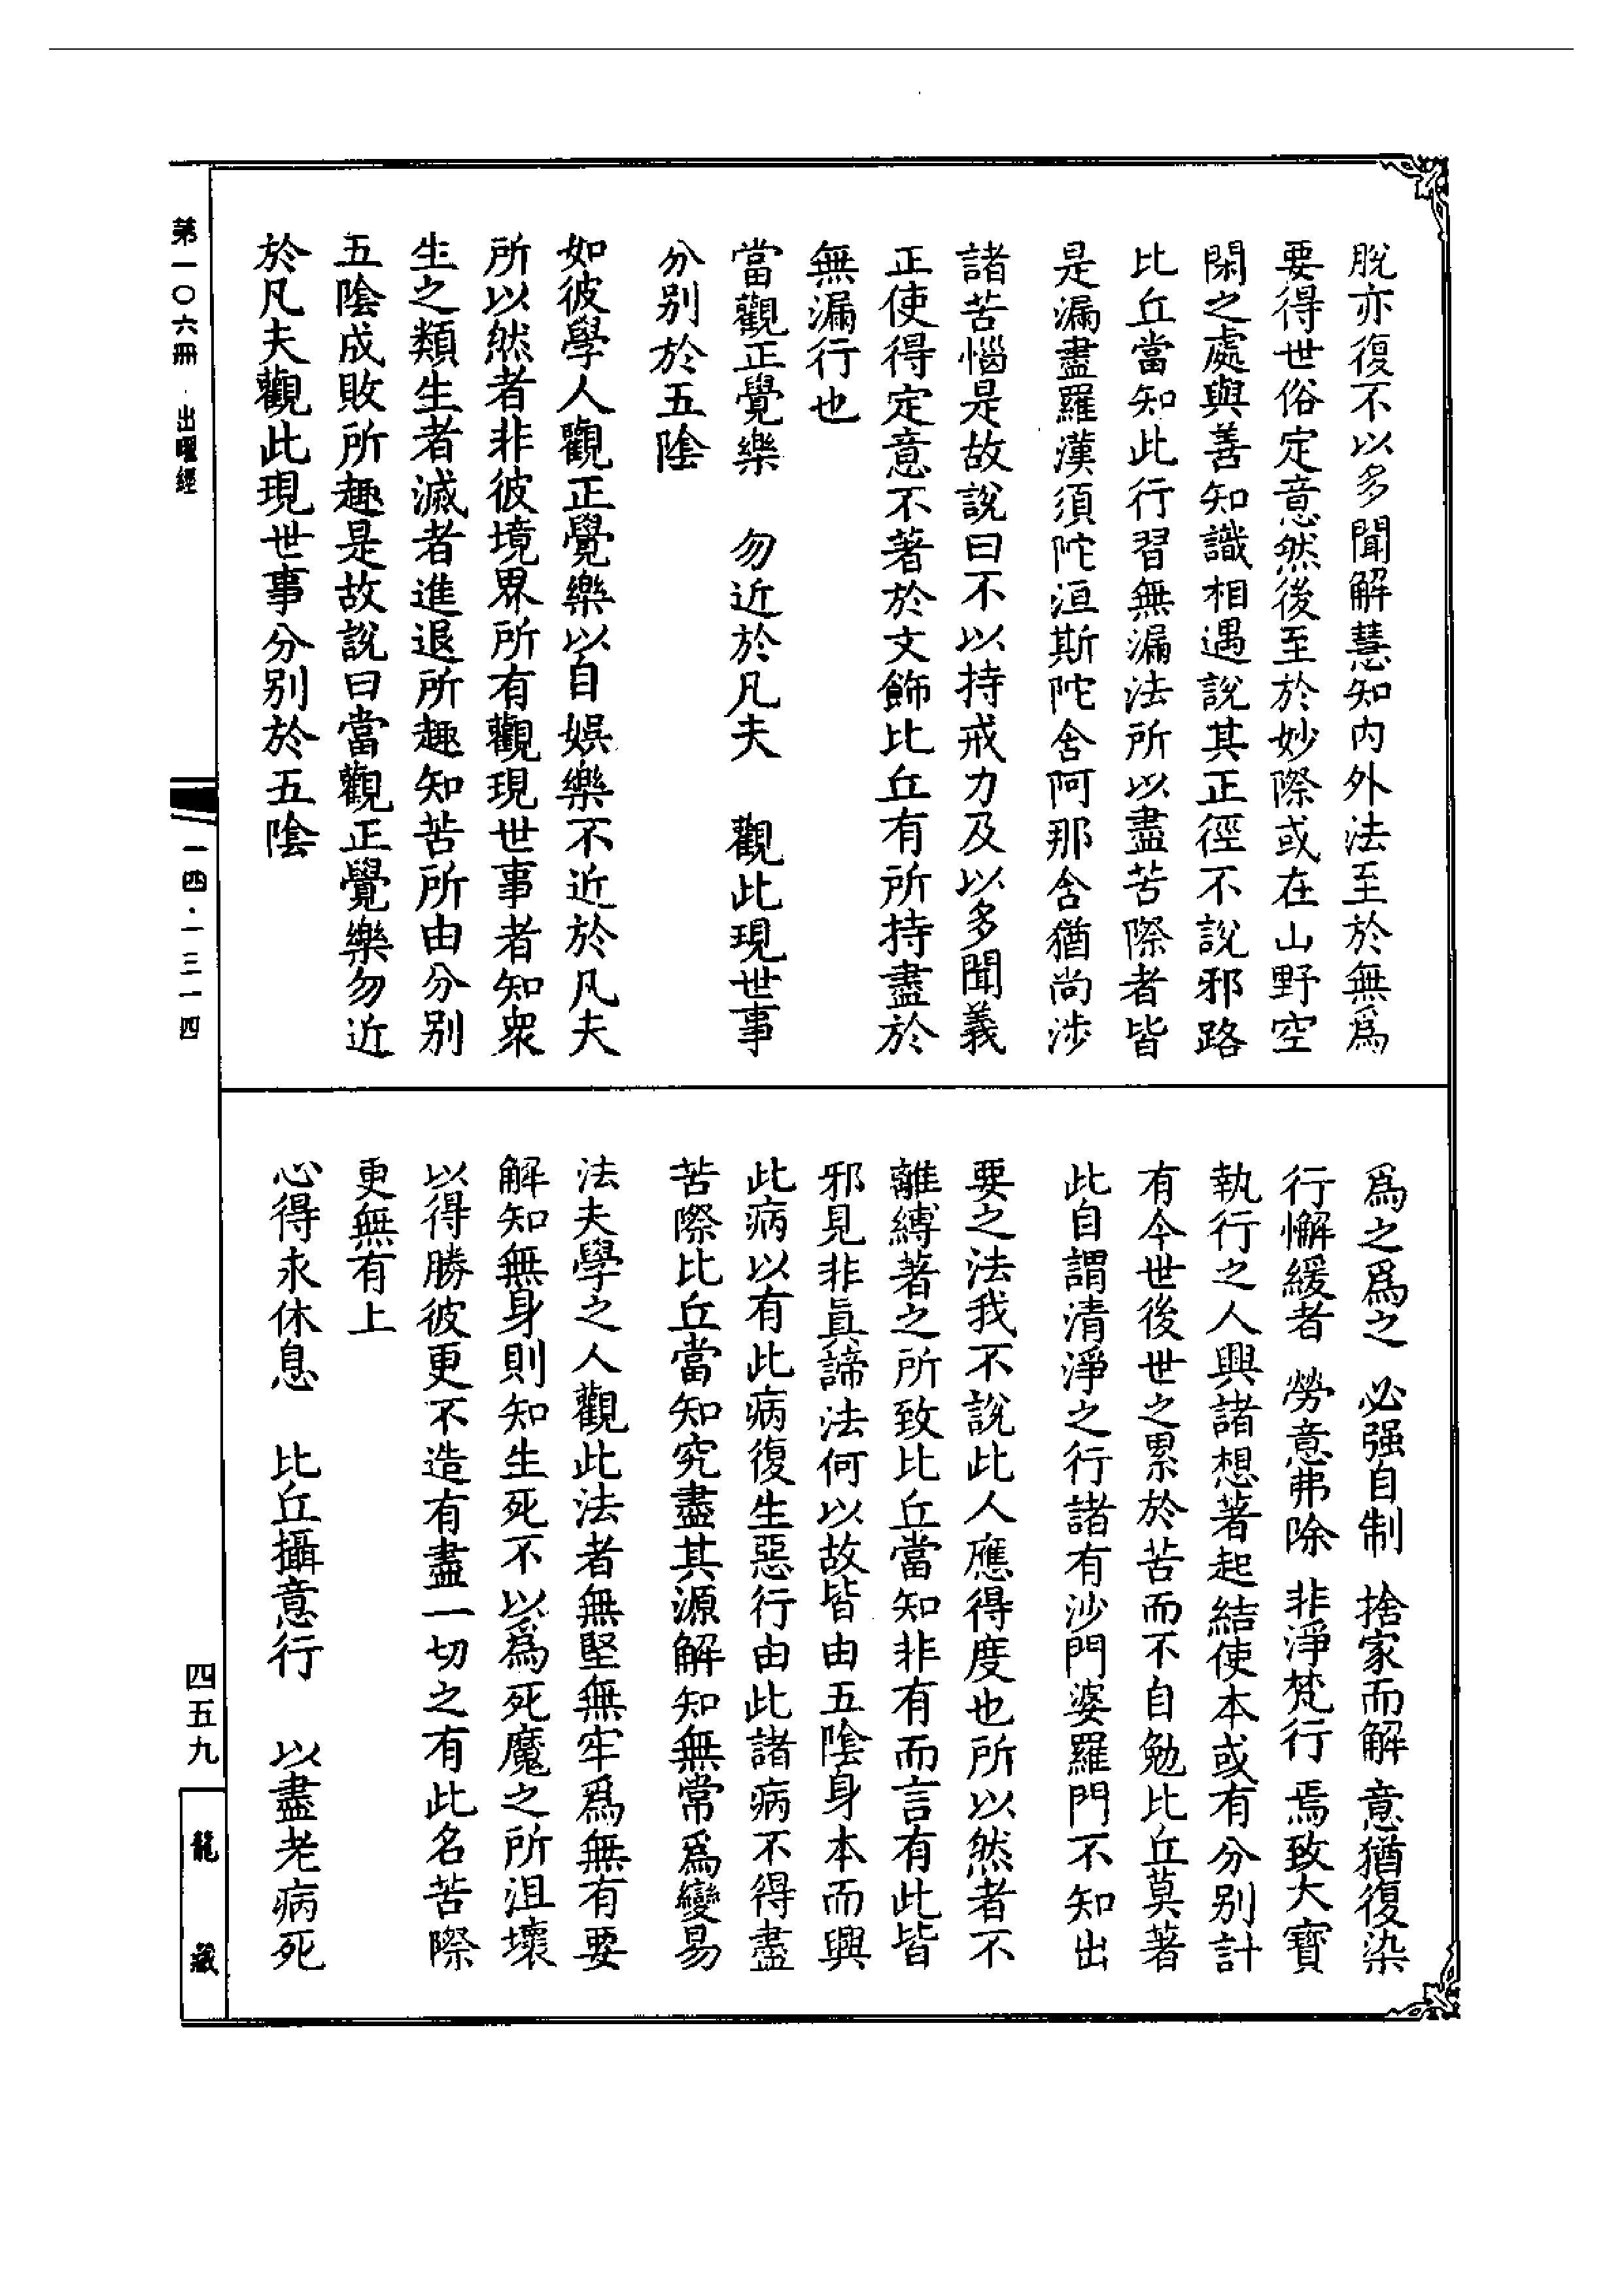 脫亦復不以多聞解慧知內外法至於無爲
要得世俗定意然後至於妙際或在山野空
閑之處與善知識相遇說其正徑不說邪路
比丘當知此行習無漏法所以盡苦際者皆
是漏盡羅漢須陀洹斯陀含阿那含猶尚涉
諸苦惱是故說曰不以持戒力及以多聞義
正使得定意不著於文飾比丘有所持盡於
無漏行也
當觀正覺樂 勿近於凡夫 觀此現世事
分別於五陰
如彼學人觀正覺樂以自娛樂不近於凡夫
所以然者非彼境界所有觀現世事者知衆
生之類生者滅者進退所趣知苦所由分別
五陰成敗所趣是故說曰當觀正覺樂勿近
於凡夫觀此現世事分別於五陰
爲之爲之 必强自制 捨家而解 意猶復染
行懈緩者 勞意弗除 非淨梵行 焉致大寶
執行之人興諸想著起結使本或有分別計
有今世後世之累於苦而不自勉比丘莫著
此自謂清淨之行諸有沙門婆羅門不知出
要之法我不說此人應得度也所以然者不
離縛著之所致比丘當知非有而言有此皆
邪見非眞諦法何以故皆由五陰身本而興
此病以有此病復生惡行由此諸病不得盡
苦際比丘當知究盡其源解知無常爲變易
法夫學之人觀此法者無堅無牢爲無有要
解知無身則知生死不以爲死魔之所沮壞
以得勝彼更不造有盡一切之有此名苦際
更無有上
心得永休息 比丘攝意行 以盡老病死
第一〇六冊 出曜經
一四·一三一四
四五九
龍藏